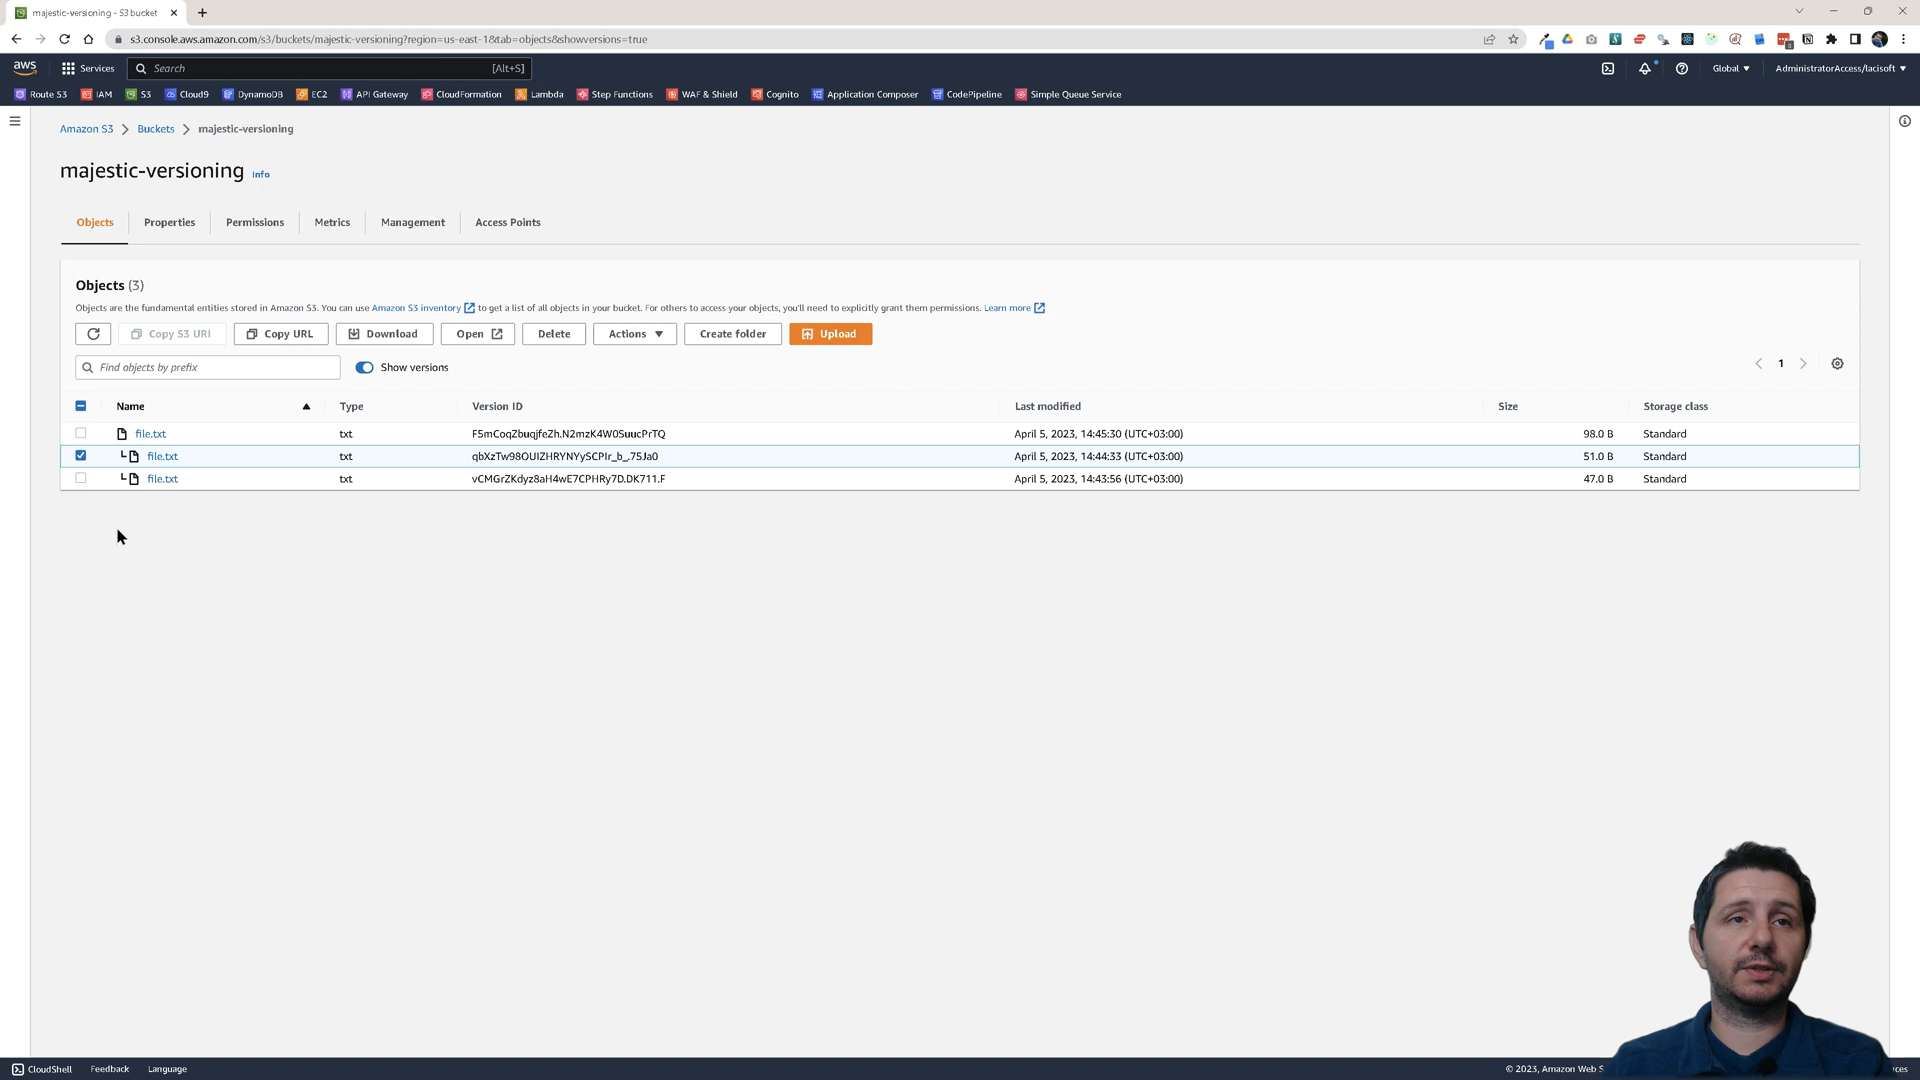 majestic-versioning - S3 bucket
s3.console.aws.amazon.com/s3/buckets/majestic-versioning?region=us-east-1&tab=objects&showversions=true
aws Services Search [Alt+S] Global AdministratorAccess/lacisoft
Route 53 IAM S3 Cloud9 DynamoDB EC2 API Gateway CloudFormation Lambda Step Functions WAF & Shield Cognito Application Composer CodePipeline Simple Queue Service
Amazon S3 Buckets majestic-versioning
majestic-versioning Info
Objects Properties Permissions Metrics Management Access Points
Objects (3)
Objects are the fundamental entities stored in Amazon S3. You can use Amazon S3 inventory to get a list of all objects in your bucket. For others to access your objects, you'll need to explicitly grant them permissions. Learn more
Copy S3 URI Copy URL Download Open Delete Actions Create folder Upload
Find objects by prefix Show versions 1
Name Type Version ID Last modified Size Storage class
file.txt txt F5mCoqZbuqjfeZh.N2mzK4W0SuucPrTQ April 5, 2023, 14:45:30 (UTC+03:00) 98.0 B Standard
file.txt txt qbXzTw98OUIZHRYNYySCPIr_b_.75Ja0 April 5, 2023, 14:44:33 (UTC+03:00) 51.0 B Standard
file.txt txt vCMGrZKdyz8aH4wE7CPHRy7D.DK711.F April 5, 2023, 14:43:56 (UTC+03:00) 47.0 B Standard
CloudShell Feedback Language © 2023, Amazon Web